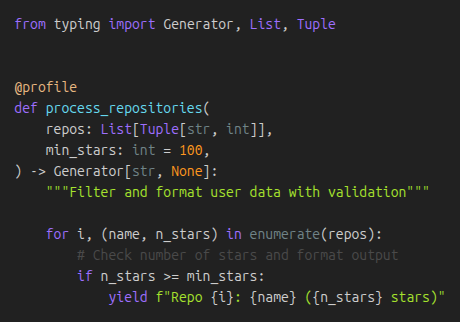 from typing import Generator, List, Tuple
@profile
def process_repositories(
    repos: List[Tuple[str, int]],
    min_stars: int = 100,
) -> Generator[str, None]:
    """Filter and format user data with validation"""
    for i, (name, n_stars) in enumerate(repos):
        # Check number of stars and format output
        if n_stars >= min_stars:
            yield f"Repo {i}: {name} ({n_stars} stars)"